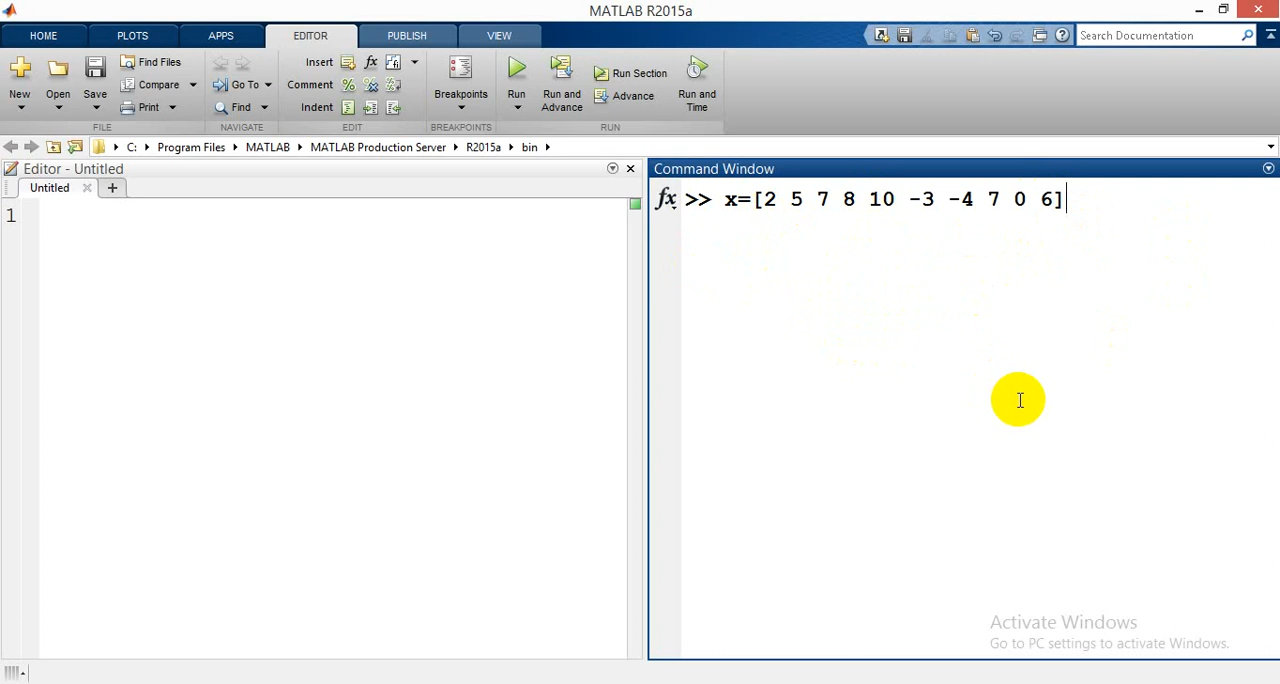 MATLAB R2015a
HOME PLOTS APPS EDITOR PUBLISH VIEW Search Documentation
New Open Save Find Files Compare Print
Go To Find
Insert fx
Comment
Indent
Breakpoints
Run Run and Advance Run Section Advance Run and Time
FILE NAVIGATE EDIT BREAKPOINTS RUN
C: Program Files MATLAB MATLAB Production Server R2015a bin
Editor - Untitled
Command Window
Untitled
1
fx >> x=[2 5 7 8 10 -3 -4 7 0 6]
Activate Windows
Go to PC settings to activate Windows.